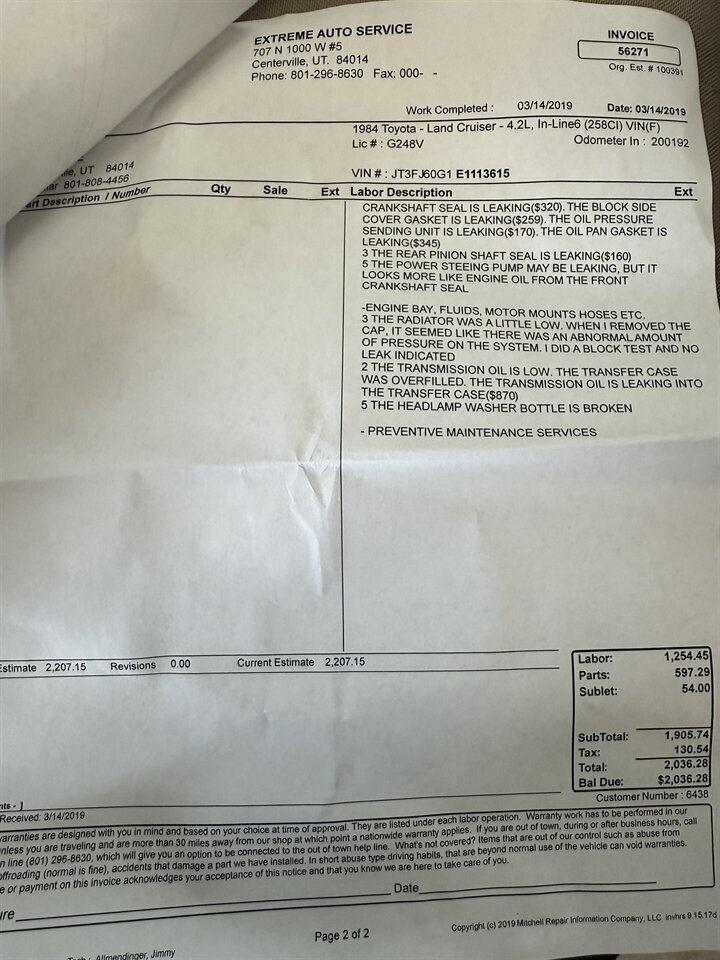 EXTREME AUTO SERVICE
707 N 1000 W #5
Centerville, UT. 84014
Phone: 801-296-8630 Fax: 000- -
INVOICE
56271
Org. Est. # 100391
Work Completed : 03/14/2019 Date: 03/14/2019
1984 Toyota - Land Cruiser - 4.2L, In-Line6 (258CI) VIN(F)
Lic # : G248V Odometer In : 200192
UT 84014
801-808-4456
VIN # : JT3FJ60G1 E1113615
Description / Number Qty Sale Ext Labor Description Ext
CRANKSHAFT SEAL IS LEAKING($320). THE BLOCK SIDE
COVER GASKET IS LEAKING($259). THE OIL PRESSURE
SENDING UNIT IS LEAKING($170). THE OIL PAN GASKET IS
LEAKING($345)
3 THE REAR PINION SHAFT SEAL IS LEAKING($160)
5 THE POWER STEEING PUMP MAY BE LEAKING, BUT IT
LOOKS MORE LIKE ENGINE OIL FROM THE FRONT
CRANKSHAFT SEAL
-ENGINE BAY, FLUIDS, MOTOR MOUNTS HOSES ETC.
3 THE RADIATOR WAS A LITTLE LOW. WHEN I REMOVED THE
CAP, IT SEEMED LIKE THERE WAS AN ABNORMAL AMOUNT
OF PRESSURE ON THE SYSTEM. I DID A BLOCK TEST AND NO
LEAK INDICATED
2 THE TRANSMISSION OIL IS LOW. THE TRANSFER CASE
WAS OVERFILLED. THE TRANSMISSION OIL IS LEAKING INTO
THE TRANSFER CASE($870)
5 THE HEADLAMP WASHER BOTTLE IS BROKEN
- PREVENTIVE MAINTENANCE SERVICES
Estimate 2,207.15 Revisions 0.00 Current Estimate 2,207.15
Labor: 1,254.45
Parts: 597.29
Sublet: 54.00
SubTotal: 1,905.74
Tax: 130.54
Total: 2,036.28
Bal Due: $2,036.28
Customer Number : 6438
nts - ]
Received: 3/14/2019
arranties are designed with you in mind and based on your choice at time of approval. They are listed under each labor operation. Warranty work has to be performed in our
nless you are traveling and are more than 30 miles away from our shop at which point a nationwide warranty applies. If you are out of town, during or after business hours, call
n line (801) 296-8630, which will give you an option to be connected to the out of town help line. What's not covered? Items that are out of our control such as abuse from
offroading (normal is fine), accidents that damage a part we have installed. In short abuse type driving habits, that are beyond normal use of the vehicle can void warranties.
e or payment on this invoice acknowledges your acceptance of this notice and that you know we are here to take care of you.
ure Date
Page 2 of 2
Copyright (c) 2019 Mitchell Repair Information Company, LLC invhrs 9.15.17d
Tech : Allmendinger, Jimmy